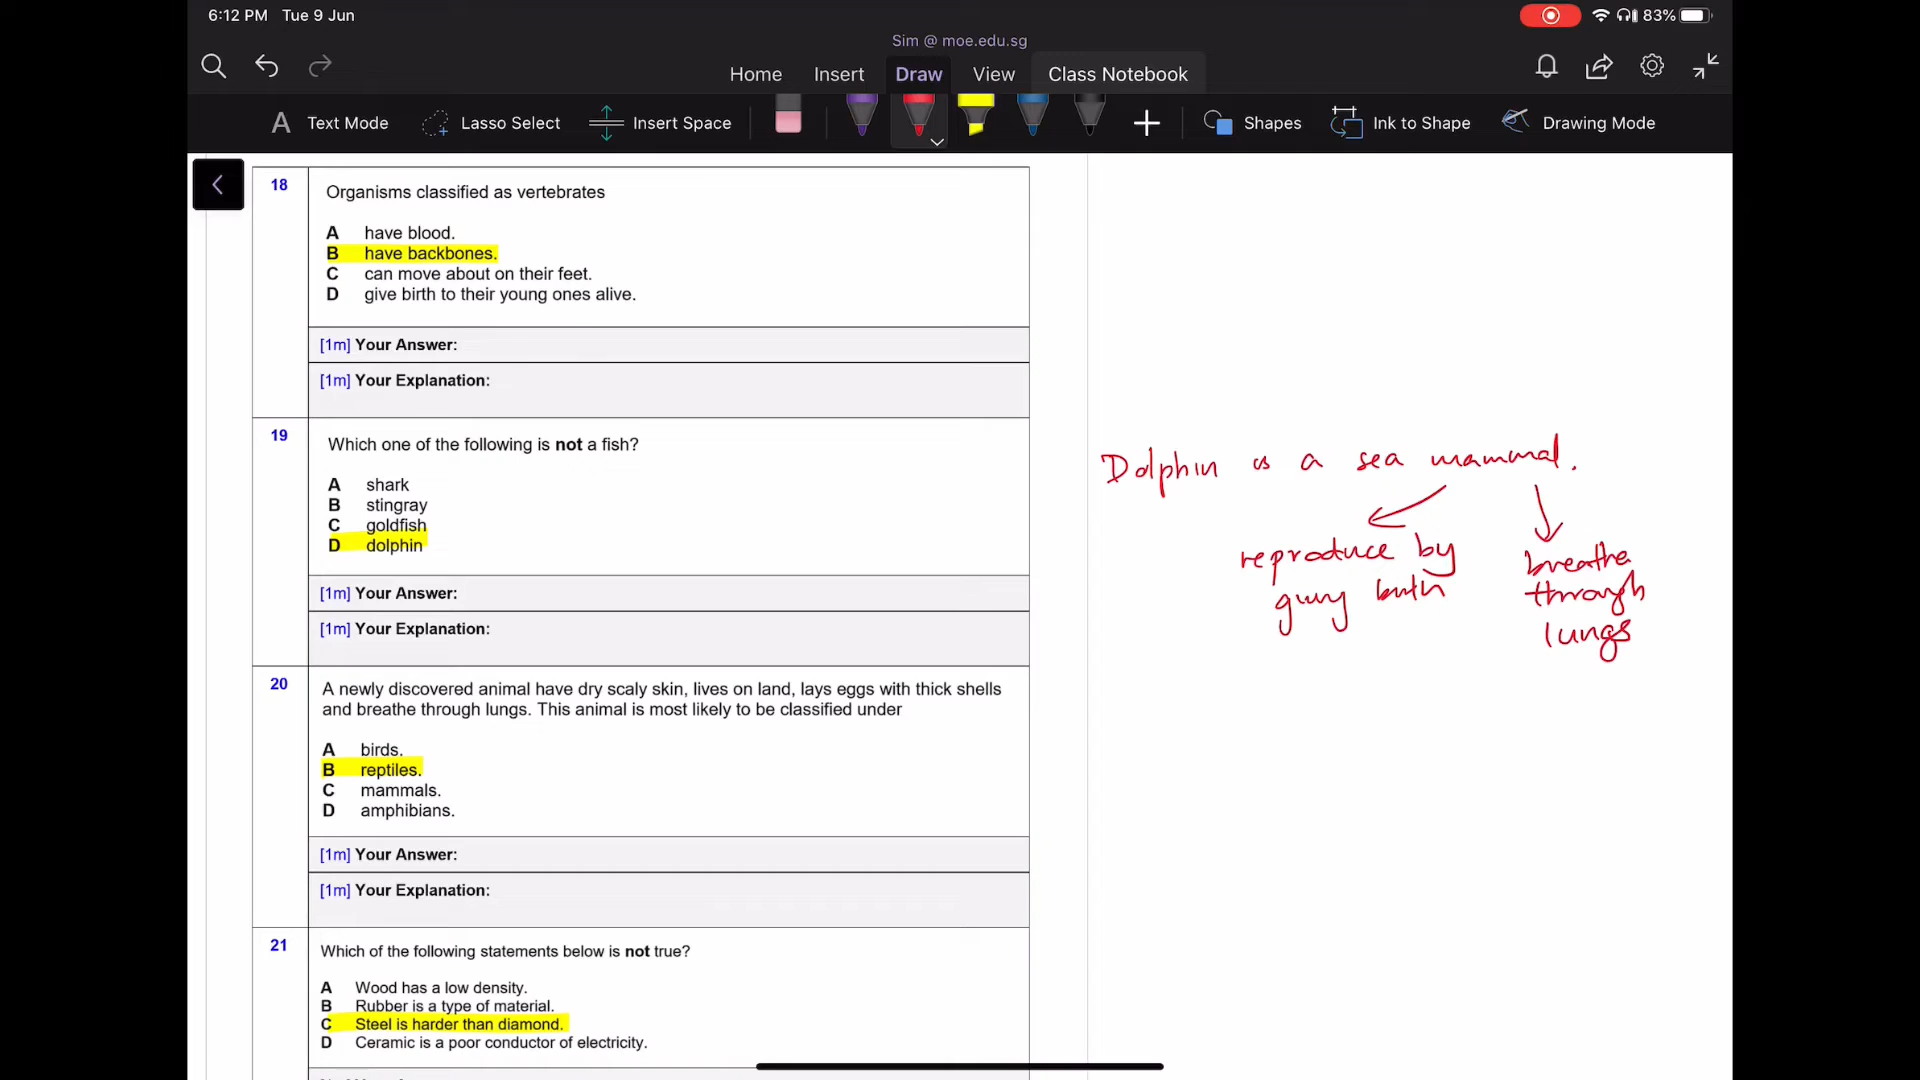 6:12 PM Tue 9 Jun
83%
Sim @ moe.edu.sg
Home Insert Draw View Class Notebook
A Text Mode Lasso Select Insert Space Shapes Ink to Shape Drawing Mode
18 Organisms classified as vertebrates
A have blood.
B have backbones.
C can move about on their feet.
D give birth to their young ones alive.
[1m] Your Answer:
[1m] Your Explanation:
19 Which one of the following is not a fish?
A shark
B stingray
C goldfish
D dolphin
[1m] Your Answer:
[1m] Your Explanation:
Dolphin is a sea mammal.
reproduce by
giving birth
breathe
through
lungs
20 A newly discovered animal have dry scaly skin, lives on land, lays eggs with thick shells
and breathe through lungs. This animal is most likely to be classified under
A birds.
B reptiles.
C mammals.
D amphibians.
[1m] Your Answer:
[1m] Your Explanation:
21 Which of the following statements below is not true?
A Wood has a low density.
B Rubber is a type of material.
C Steel is harder than diamond.
D Ceramic is a poor conductor of electricity.